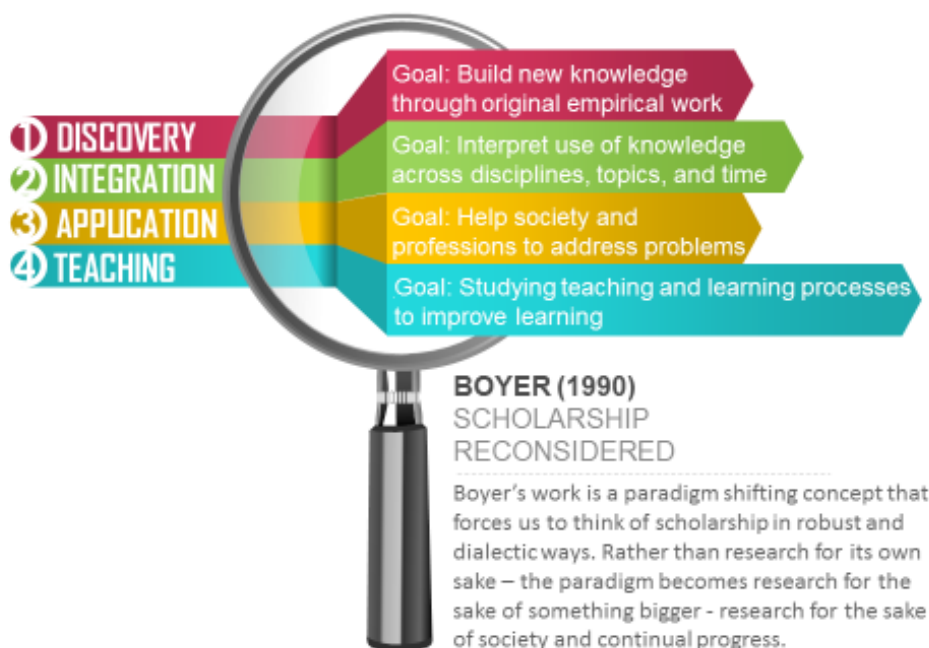 1 DISCOVERY
Goal: Build new knowledge
through original empirical work
2 INTEGRATION
Goal: Interpret use of knowledge
across disciplines, topics, and time
3 APPLICATION
Goal: Help society and
professions to address problems
4 TEACHING
Goal: Studying teaching and learning processes
to improve learning
BOYER (1990)
SCHOLARSHIP
RECONSIDERED
Boyer's work is a paradigm shifting concept that
forces us to think of scholarship in robust and
dialectic ways. Rather than research for its own
sake – the paradigm becomes research for the
sake of something bigger - research for the sake
of society and continual progress.